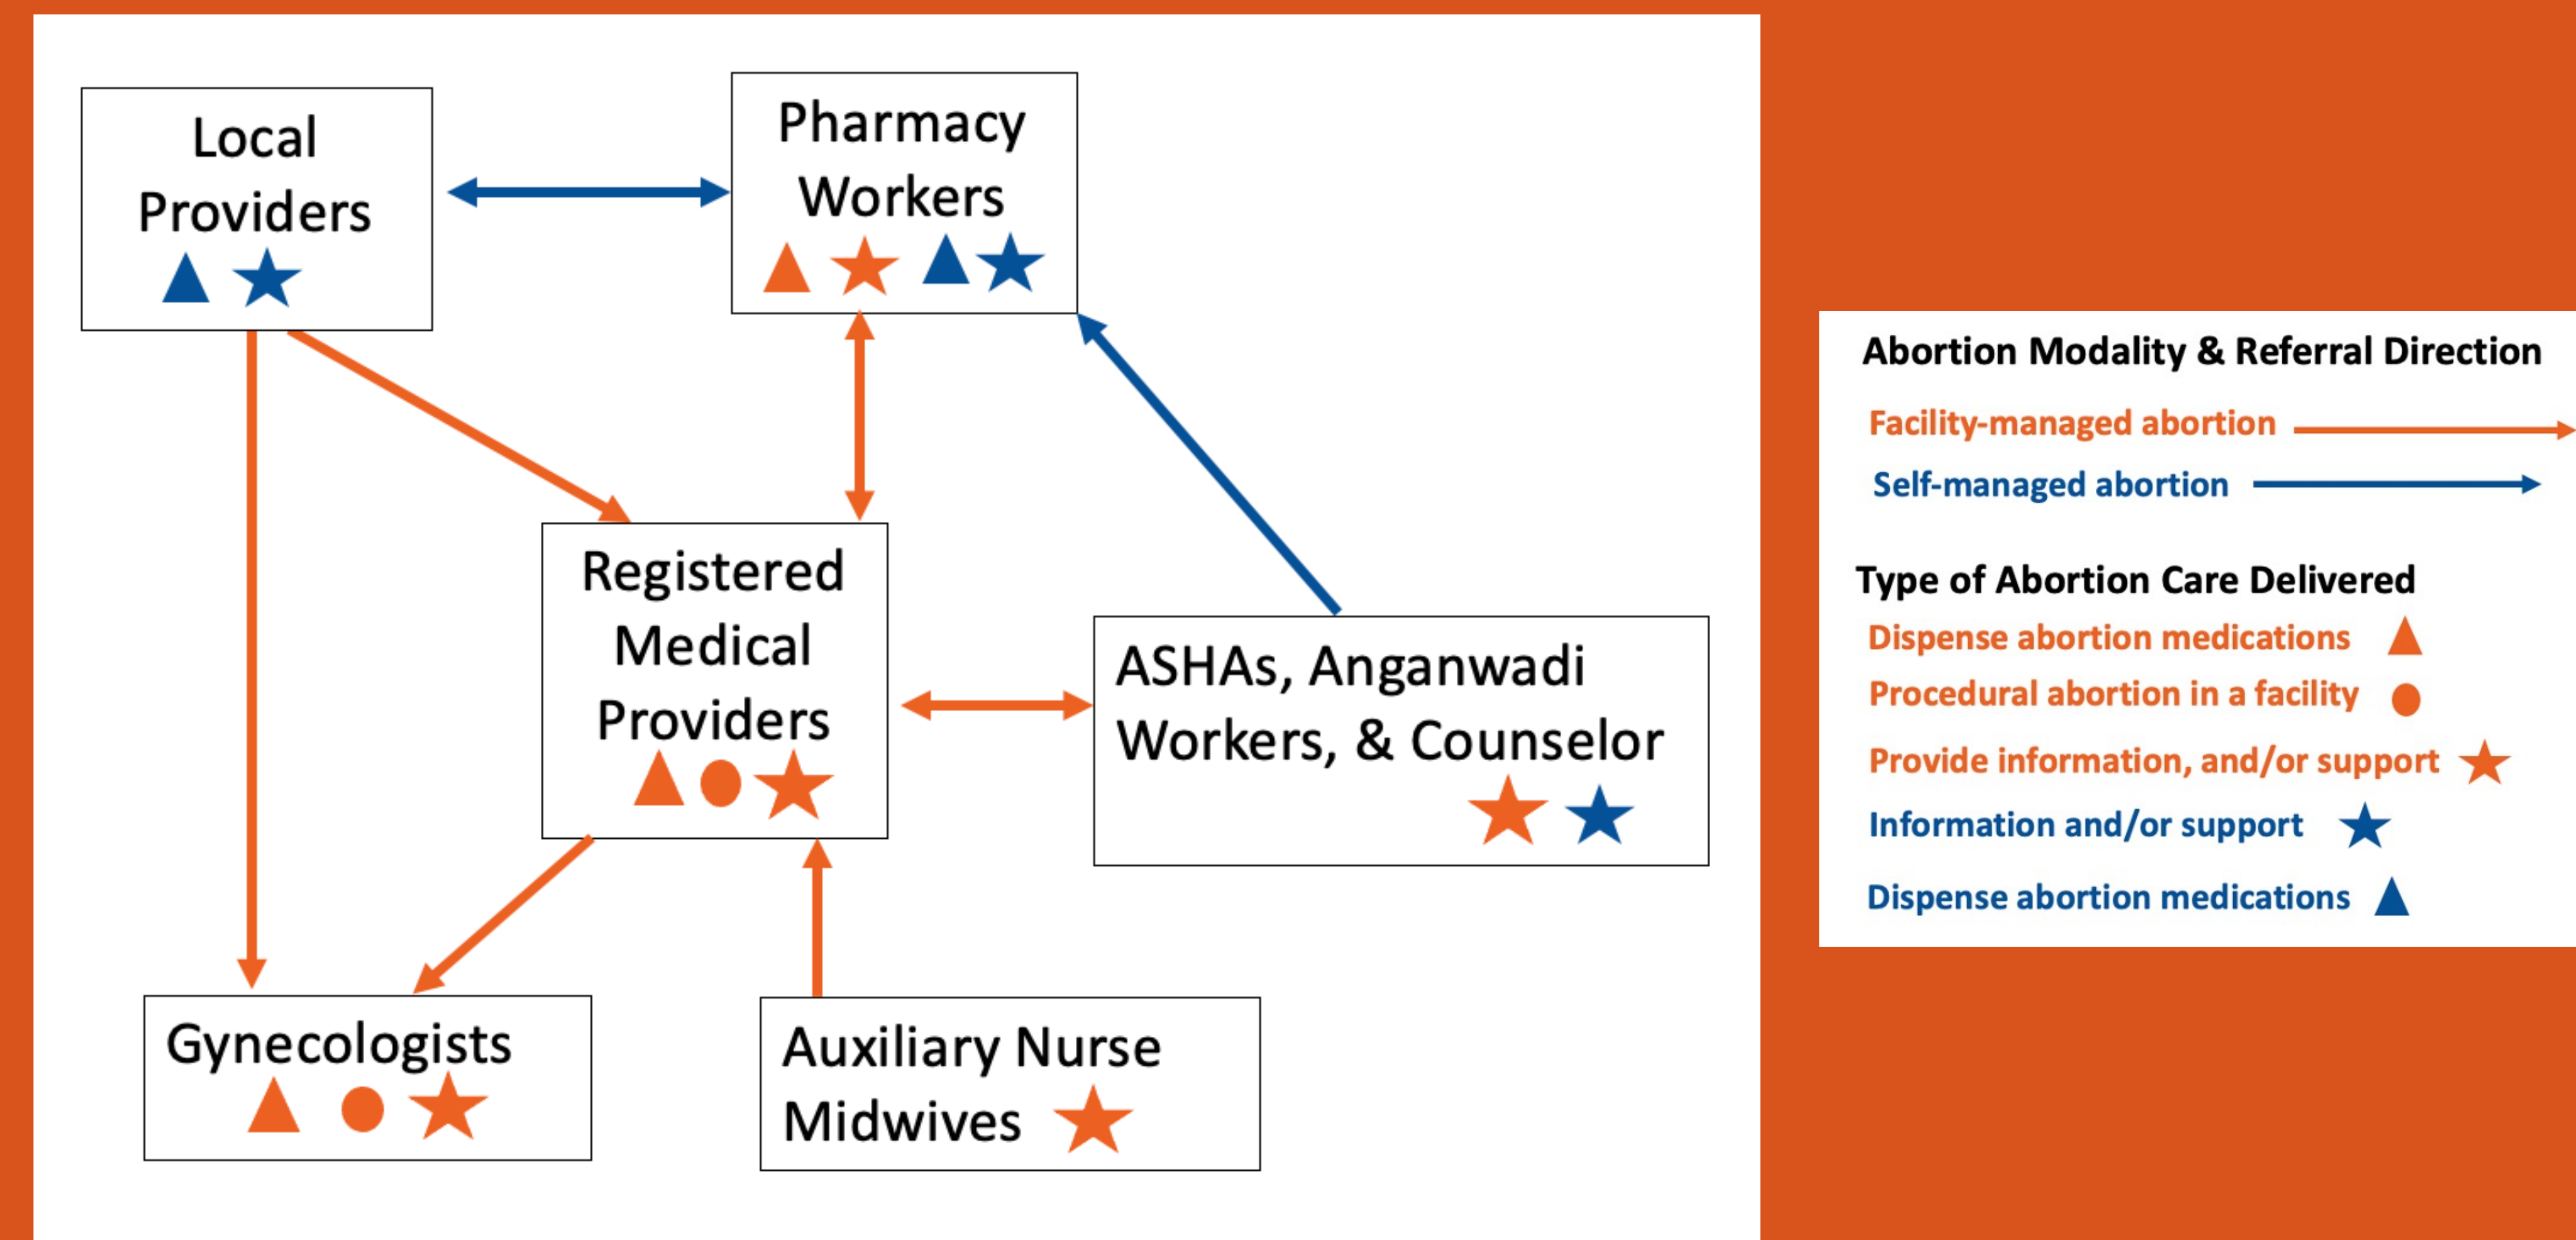 Local
Providers
Pharmacy
Workers
Registered
Medical
Providers
ASHAs, Anganwadi
Workers, & Counselor
Gynecologists
Auxiliary Nurse
Midwives
Abortion Modality & Referral Direction
Facility-managed abortion
Self-managed abortion
Type of Abortion Care Delivered
Dispense abortion medications
Procedural abortion in a facility
Provide information, and/or support
Information and/or support
Dispense abortion medications